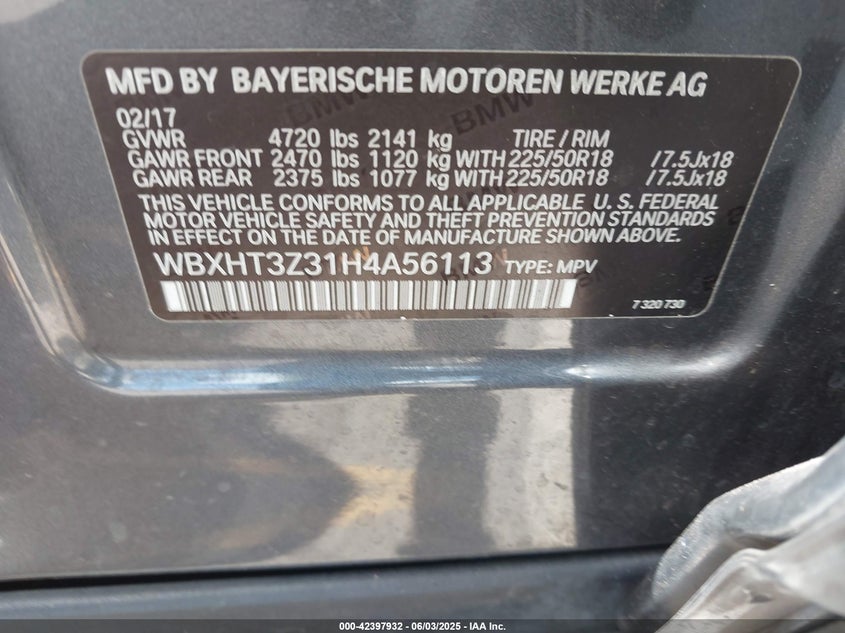 MFD BY BAYERISCHE MOTOREN WERKE AG
02/17
GVWR 4720 lbs 2141 kg TIRE / RIM
GAWR FRONT 2470 lbs 1120 kg WITH 225/50R18 /7.5Jx18
GAWR REAR 2375 lbs 1077 kg WITH 225/50R18 /7.5Jx18
THIS VEHICLE CONFORMS TO ALL APPLICABLE U. S. FEDERAL
MOTOR VEHICLE SAFETY AND THEFT PREVENTION STANDARDS
IN EFFECT ON THE DATE OF MANUFACTURE SHOWN ABOVE.
WBXHT3Z31H4A56113 TYPE: MPV
7 320 730
000-42397932 - 06/03/2025 - IAA Inc.